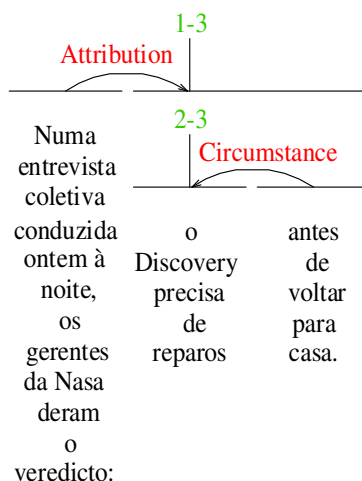 1-3
Attribution
2-3
Circumstance
Numa
entrevista
coletiva
conduzida
ontem à
noite,
os
gerentes
da Nasa
deram
o
veredicto:
o
Discovery
precisa
de
reparos
antes
de
voltar
para
casa.